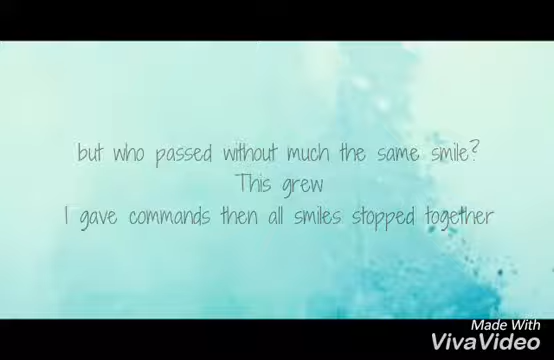 but who passed without much the same smile?
This grew
I gave commands then all smiles stopped together
Made With
VivaVideo